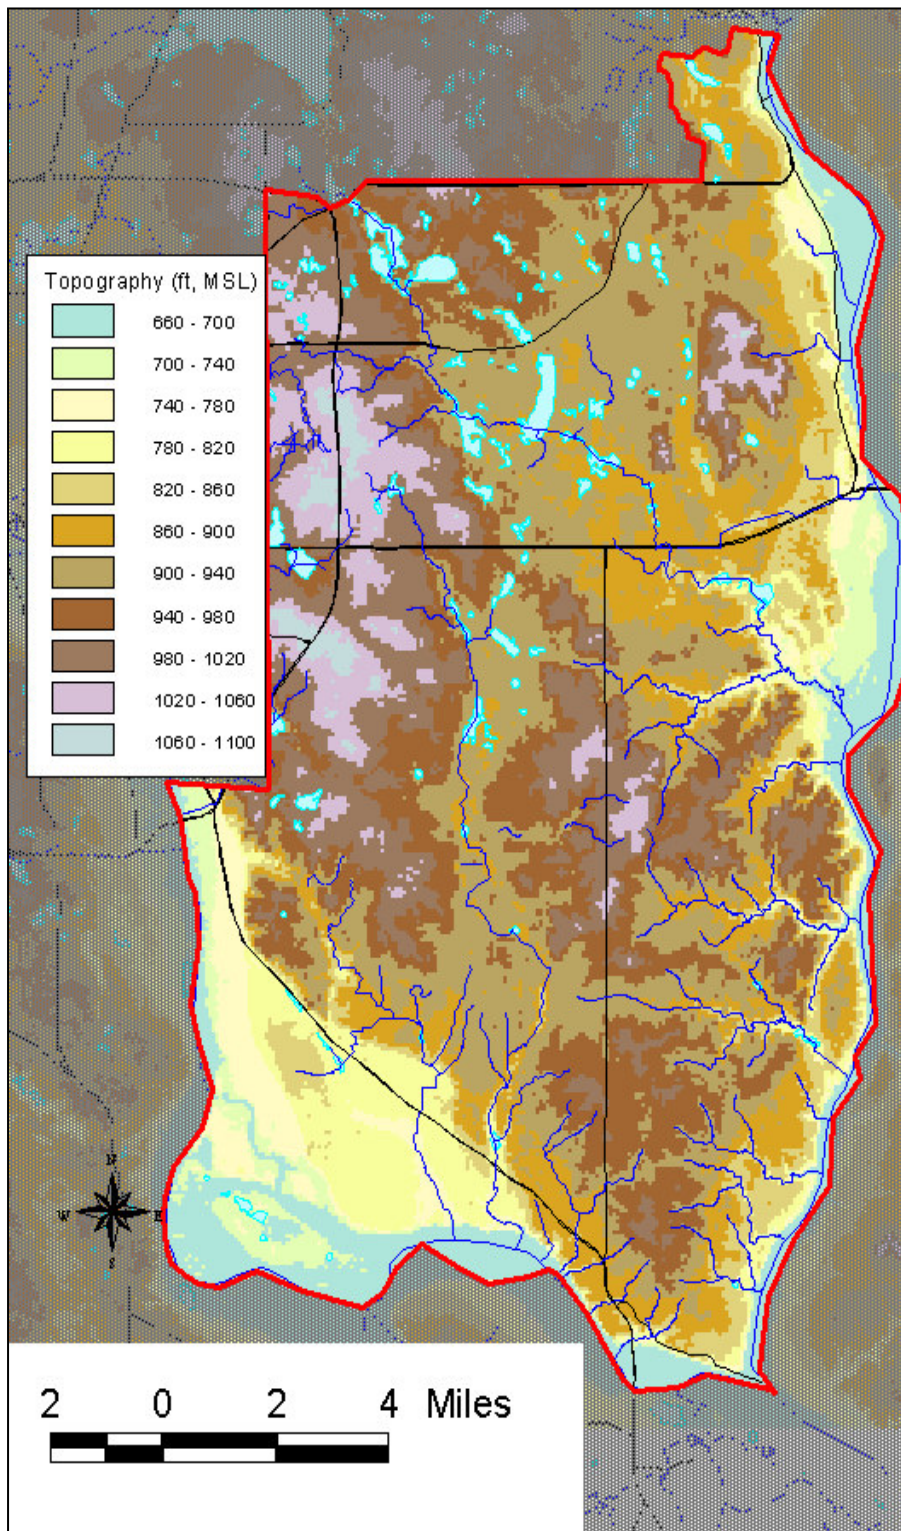 Topography (ft, MSL)
660 - 700
700 - 740
740 - 780
780 - 820
820 - 860
860 - 900
900 - 940
940 - 980
980 - 1020
1020 - 1060
1060 - 1100
N
W E
S
2 0 2 4 Miles